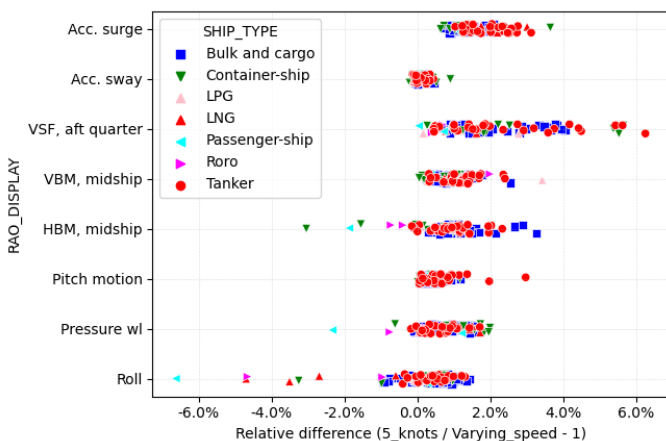 Acc. surge
Acc. sway
VSF, aft quarter
VBM, midship
HBM, midship
Pitch motion
Pressure wl
Roll
RAO_DISPLAY
SHIP_TYPE
Bulk and cargo
Container-ship
LPG
LNG
Passenger-ship
Roro
Tanker
-6.0% -4.0% -2.0% 0.0% 2.0% 4.0% 6.0%
Relative difference (5_knots / Varying_speed - 1)